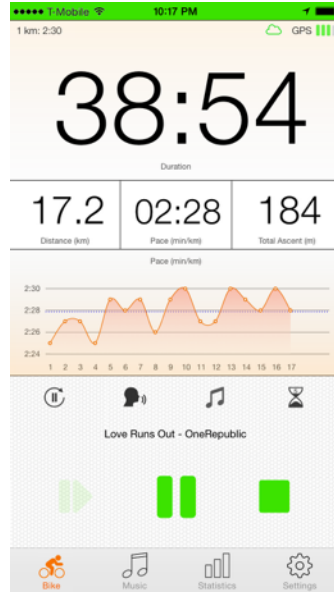 T-Mobile 10:17 PM
1 km: 2:30 GPS
38:54
Duration
17.2 02:28 184
Distance (km) Pace (min/km) Total Ascent (m)
Pace (min/km)
2:30
2:28
2:26
2:24
1 2 3 4 5 6 7 8 9 10 11 12 13 14 15 16 17
Love Runs Out - OneRepublic
Bike Music Statistics Settings